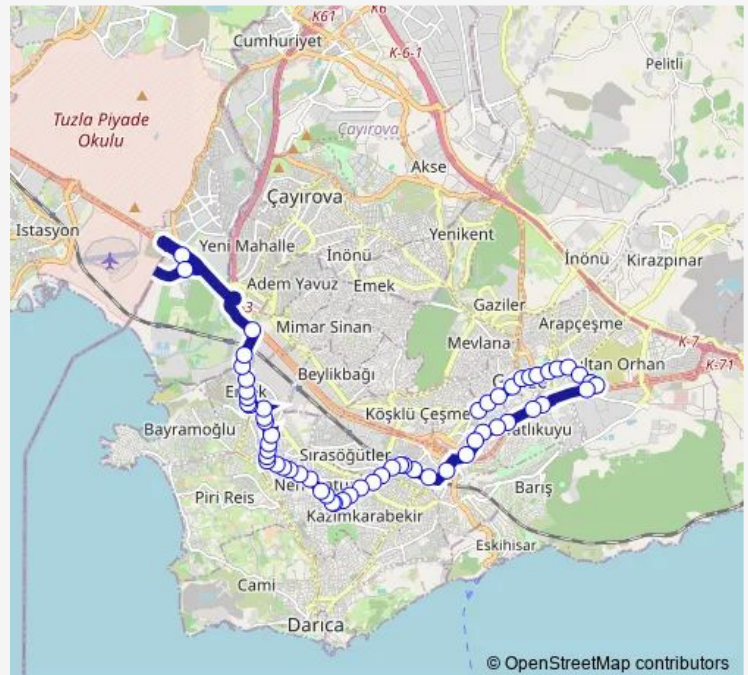 K61
K6
Cumhuriyet
K-6-1
Pelitli
Tuzla Piyade
Okulu
Çayırova
Akse
Çayırova
Istasyon
Yeni Mahalle
Yenikent
İnönü
İnönü
Kirazpınar
Adem Yavuz
Emek
Gaziler
Mimar Sinan
Arapçeşme
Mevlana
K-7
K-71
Beylikbağı
Köşklü Çeşme
Bayramoğlu
Sırasöğütler
Piri Reis
Barış
Kazımkarabekir
Eskihisar
Cami
Darıca
© OpenStreetMap contributors